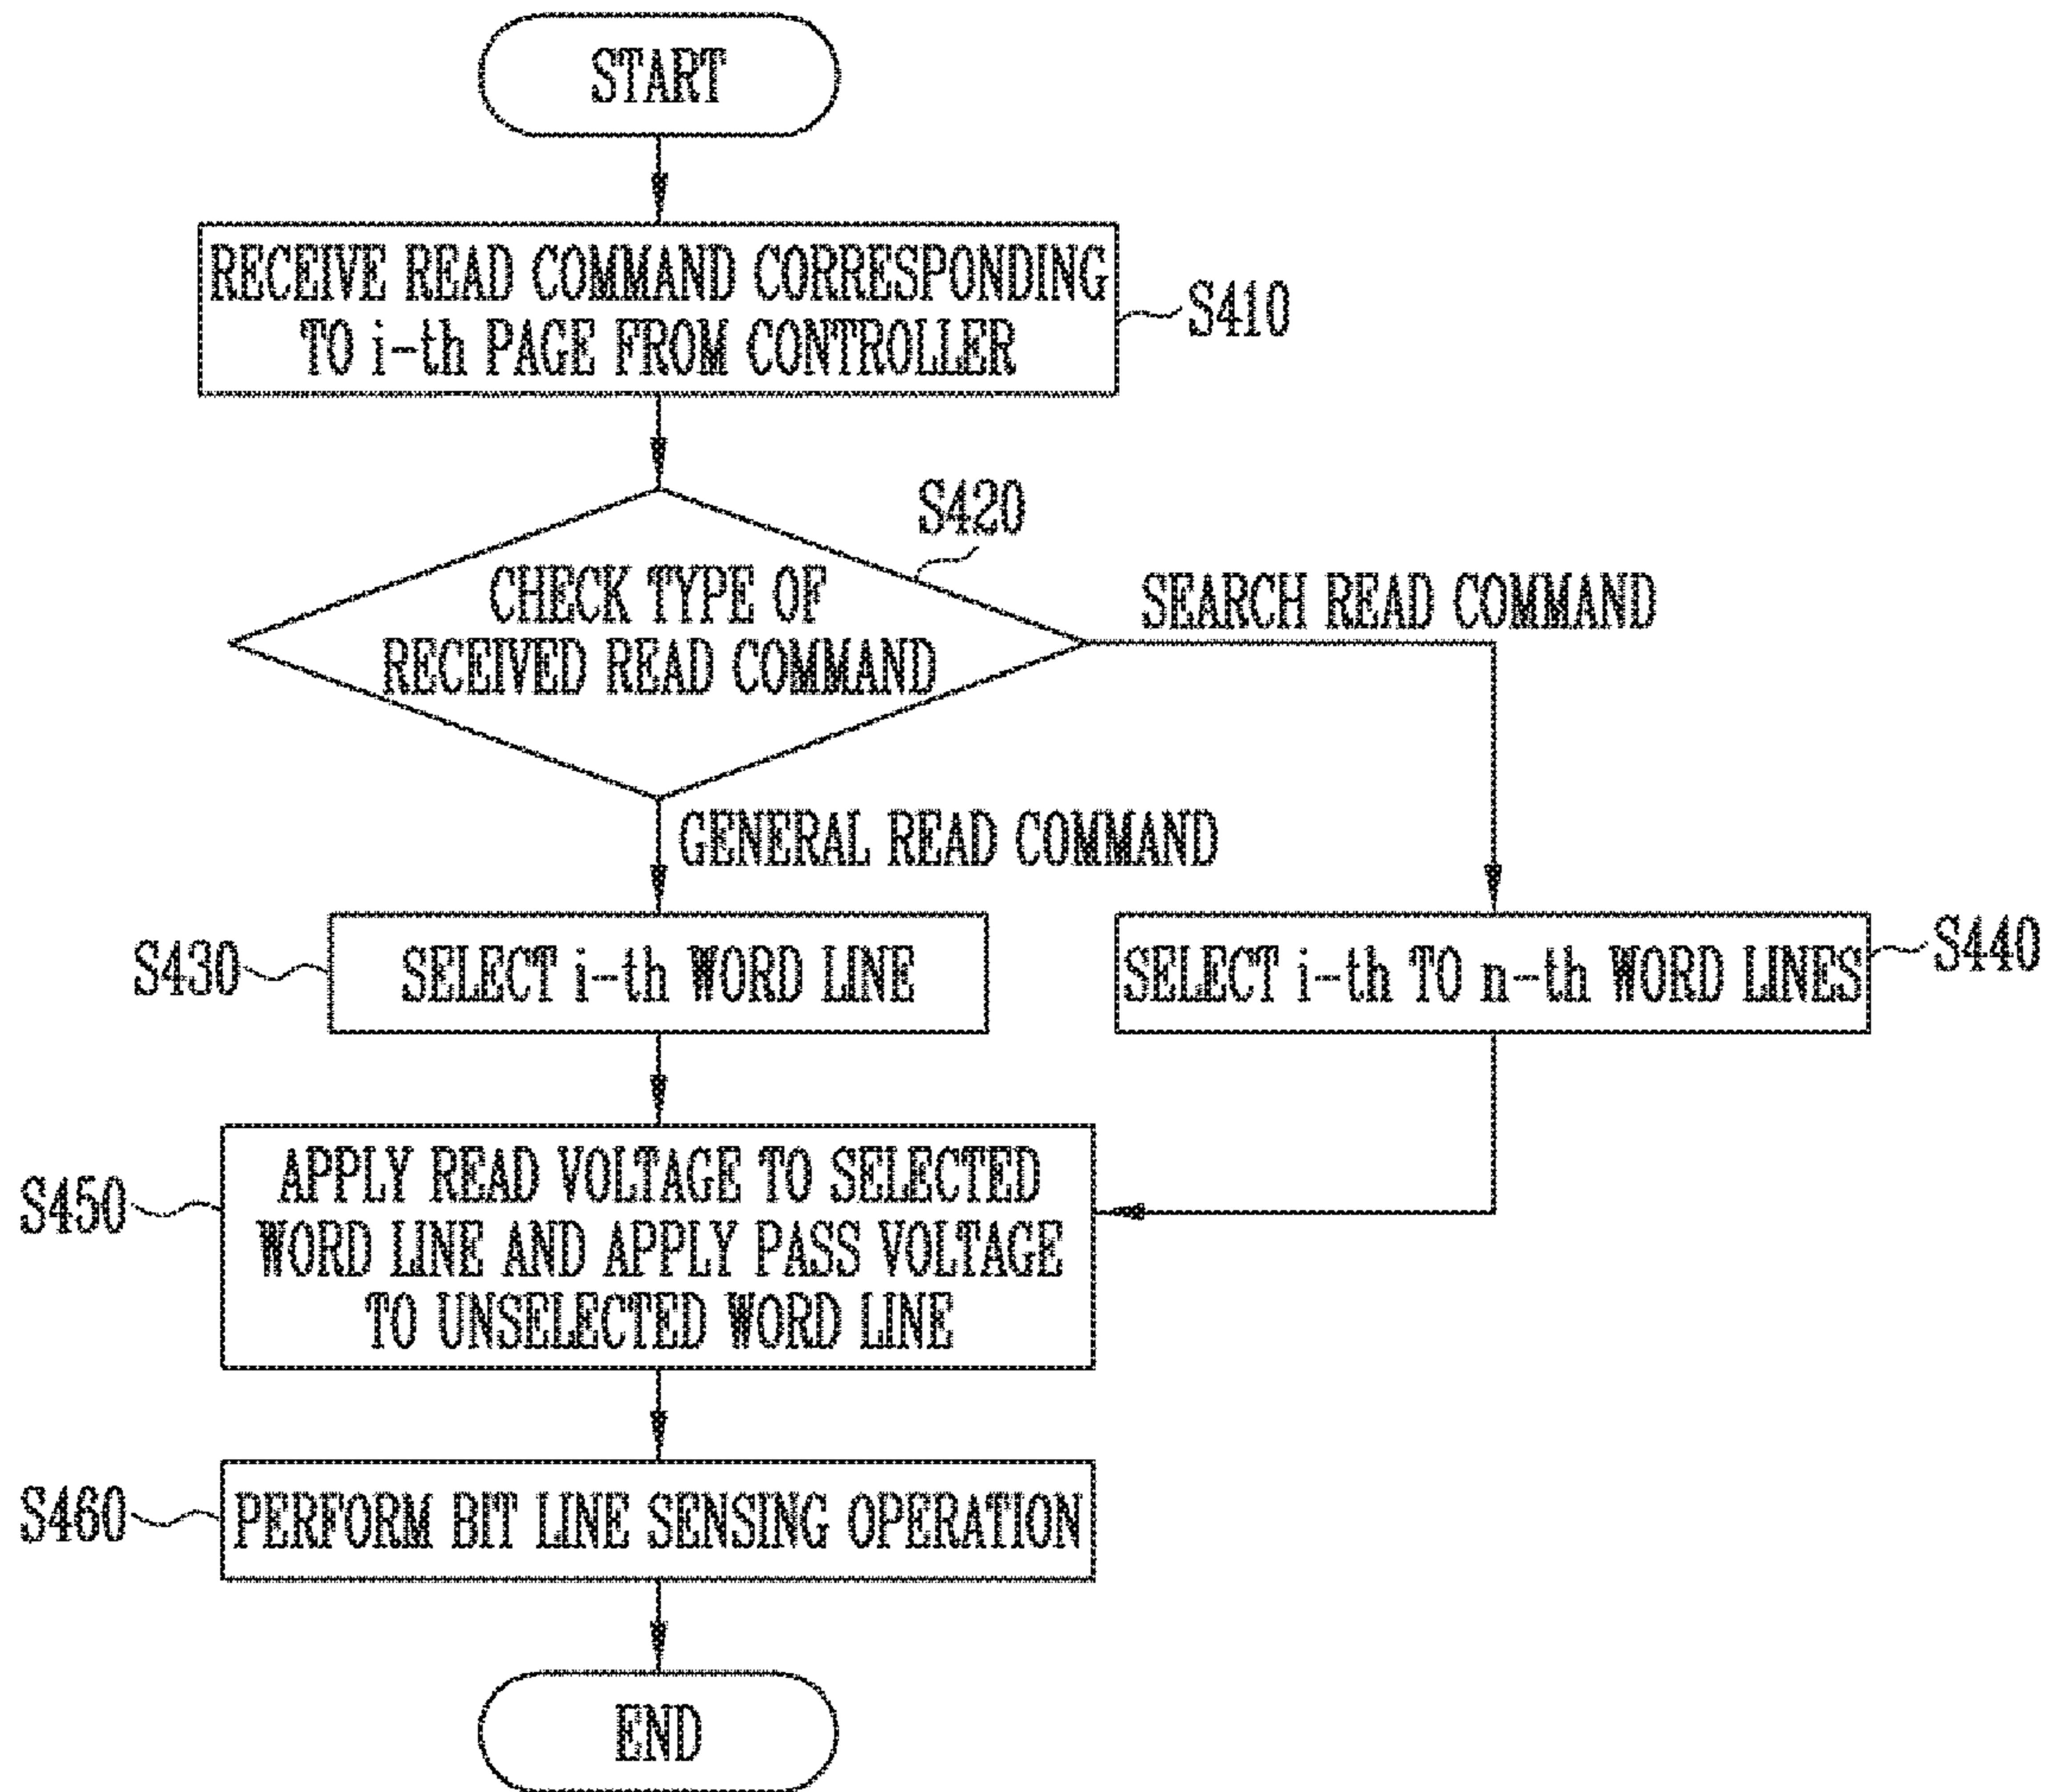 START
RECEIVE READ COMMAND CORRESPONDING
TO i-th PAGE FROM CONTROLLER
S410
S420
CHECK TYPE OF
RECEIVED READ COMMAND
SEARCH READ COMMAND
GENERAL READ COMMAND
S430
SELECT i-th WORD LINE
SELECT i-th TO n-th WORD LINES
S440
S450
APPLY READ VOLTAGE TO SELECTED
WORD LINE AND APPLY PASS VOLTAGE
TO UNSELECTED WORD LINE
S460
PERFORM BIT LINE SENSING OPERATION
END